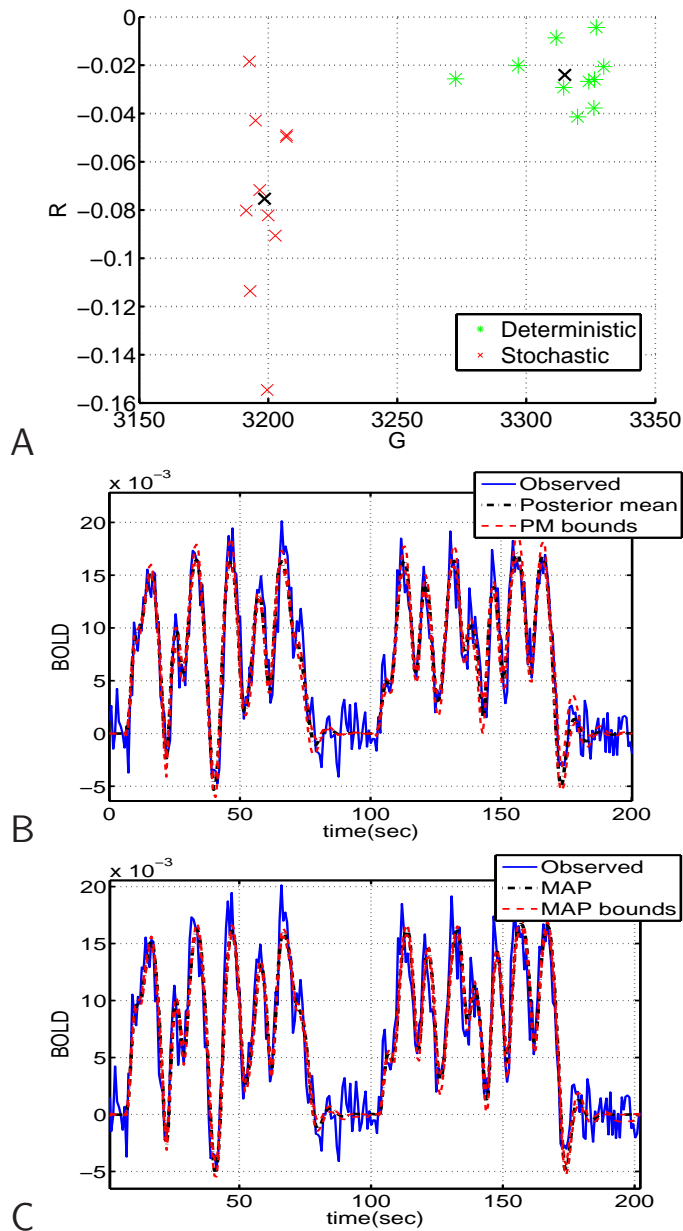 0
−0.02
−0.04
−0.06
−0.08
−0.1
−0.12
−0.14
−0.16
R
3150
3200
3250
3300
3350
G
Deterministic
Stochastic
A
x 10⁻³
20
15
10
5
0
−5
BOLD
0
50
100
150
200
time(sec)
Observed
Posterior mean
PM bounds
B
x 10⁻³
20
15
10
5
0
−5
BOLD
50
100
150
200
time(sec)
Observed
MAP
MAP bounds
C